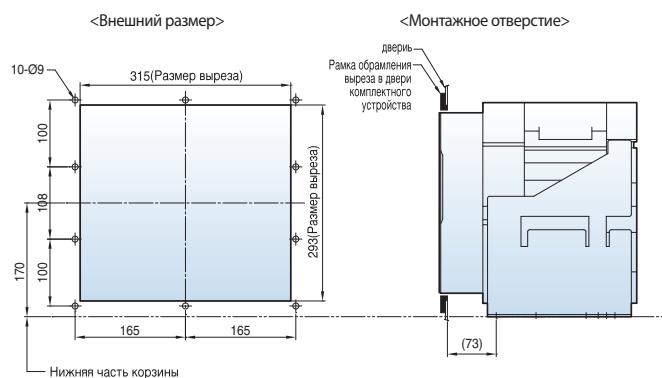 <Внешний размер>
<Монтажное отверстие>
10-Ø9
315(Размер выреза)
100
108
100
170
293(Размер выреза)
165
165
Нижняя часть корзины
двериь
Рамка обрамления
выреза в двери
комплектного
устройства
(73)